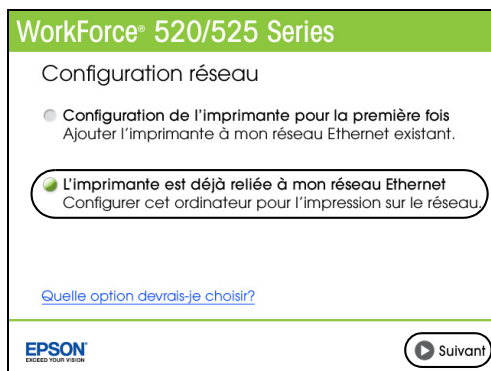 WorkForce® 520/525 Series
Configuration réseau
Configuration de l'imprimante pour la première fois
Ajouter l'imprimante à mon réseau Ethernet existant.
L'imprimante est déjà reliée à mon réseau Ethernet
Configurer cet ordinateur pour l'impression sur le réseau.
Quelle option devrais-je choisir?
EPSON®
EXCEED YOUR VISION
Suivant